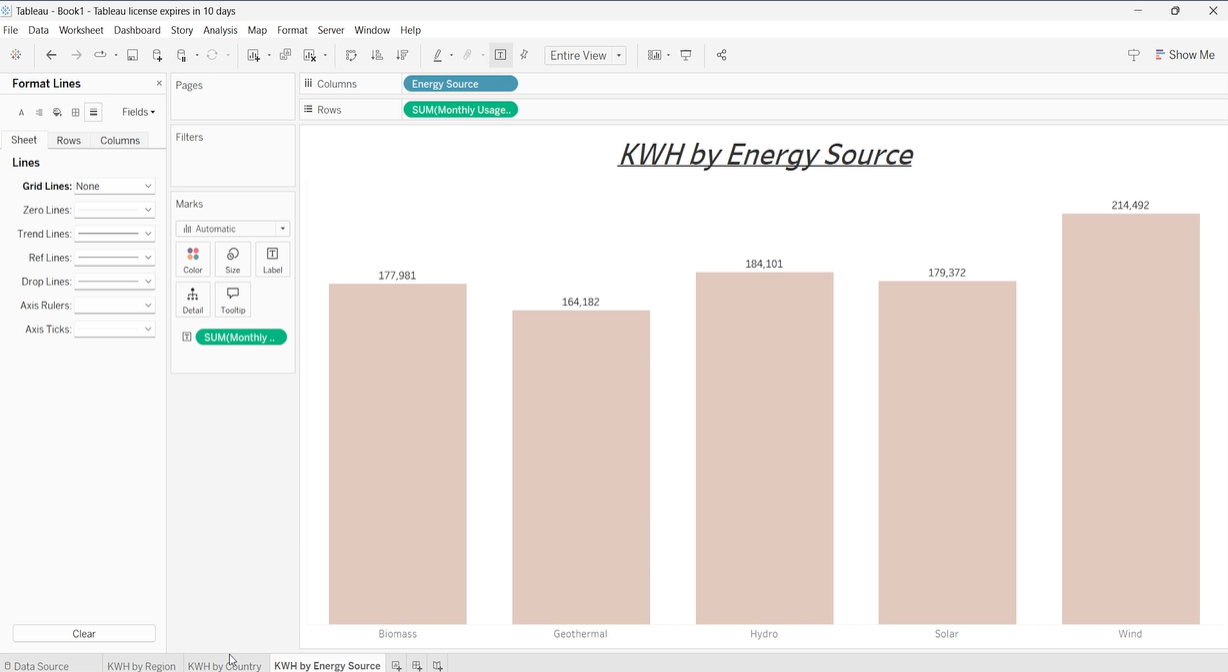 Tableau - Book1 - Tableau license expires in 10 days
File Data Worksheet Dashboard Story Analysis Map Format Server Window Help
Entire View
Show Me
Format Lines
Fields
Sheet Rows Columns
Lines
Grid Lines: None
Zero Lines:
Trend Lines:
Ref Lines:
Drop Lines:
Axis Rulers:
Axis Ticks:
Clear
Pages
Filters
Marks
Automatic
Color Size Label
Detail Tooltip
SUM(Monthly ..
Columns Energy Source
Rows SUM(Monthly Usage..
KWH by Energy Source
177,981
164,182
184,101
179,372
214,492
Biomass Geothermal Hydro Solar Wind
Data Source KWH by Region KWH by Country KWH by Energy Source